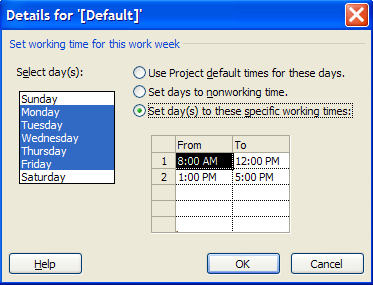 Details for '[Default]'
Set working time for this work week
Select day(s):
Sunday
Monday
Tuesday
Wednesday
Thursday
Friday
Saturday
Use Project default times for these days.
Set days to nonworking time.
Set day(s) to these specific working times:
From To
1 8:00 AM 12:00 PM
2 1:00 PM 5:00 PM
Help OK Cancel